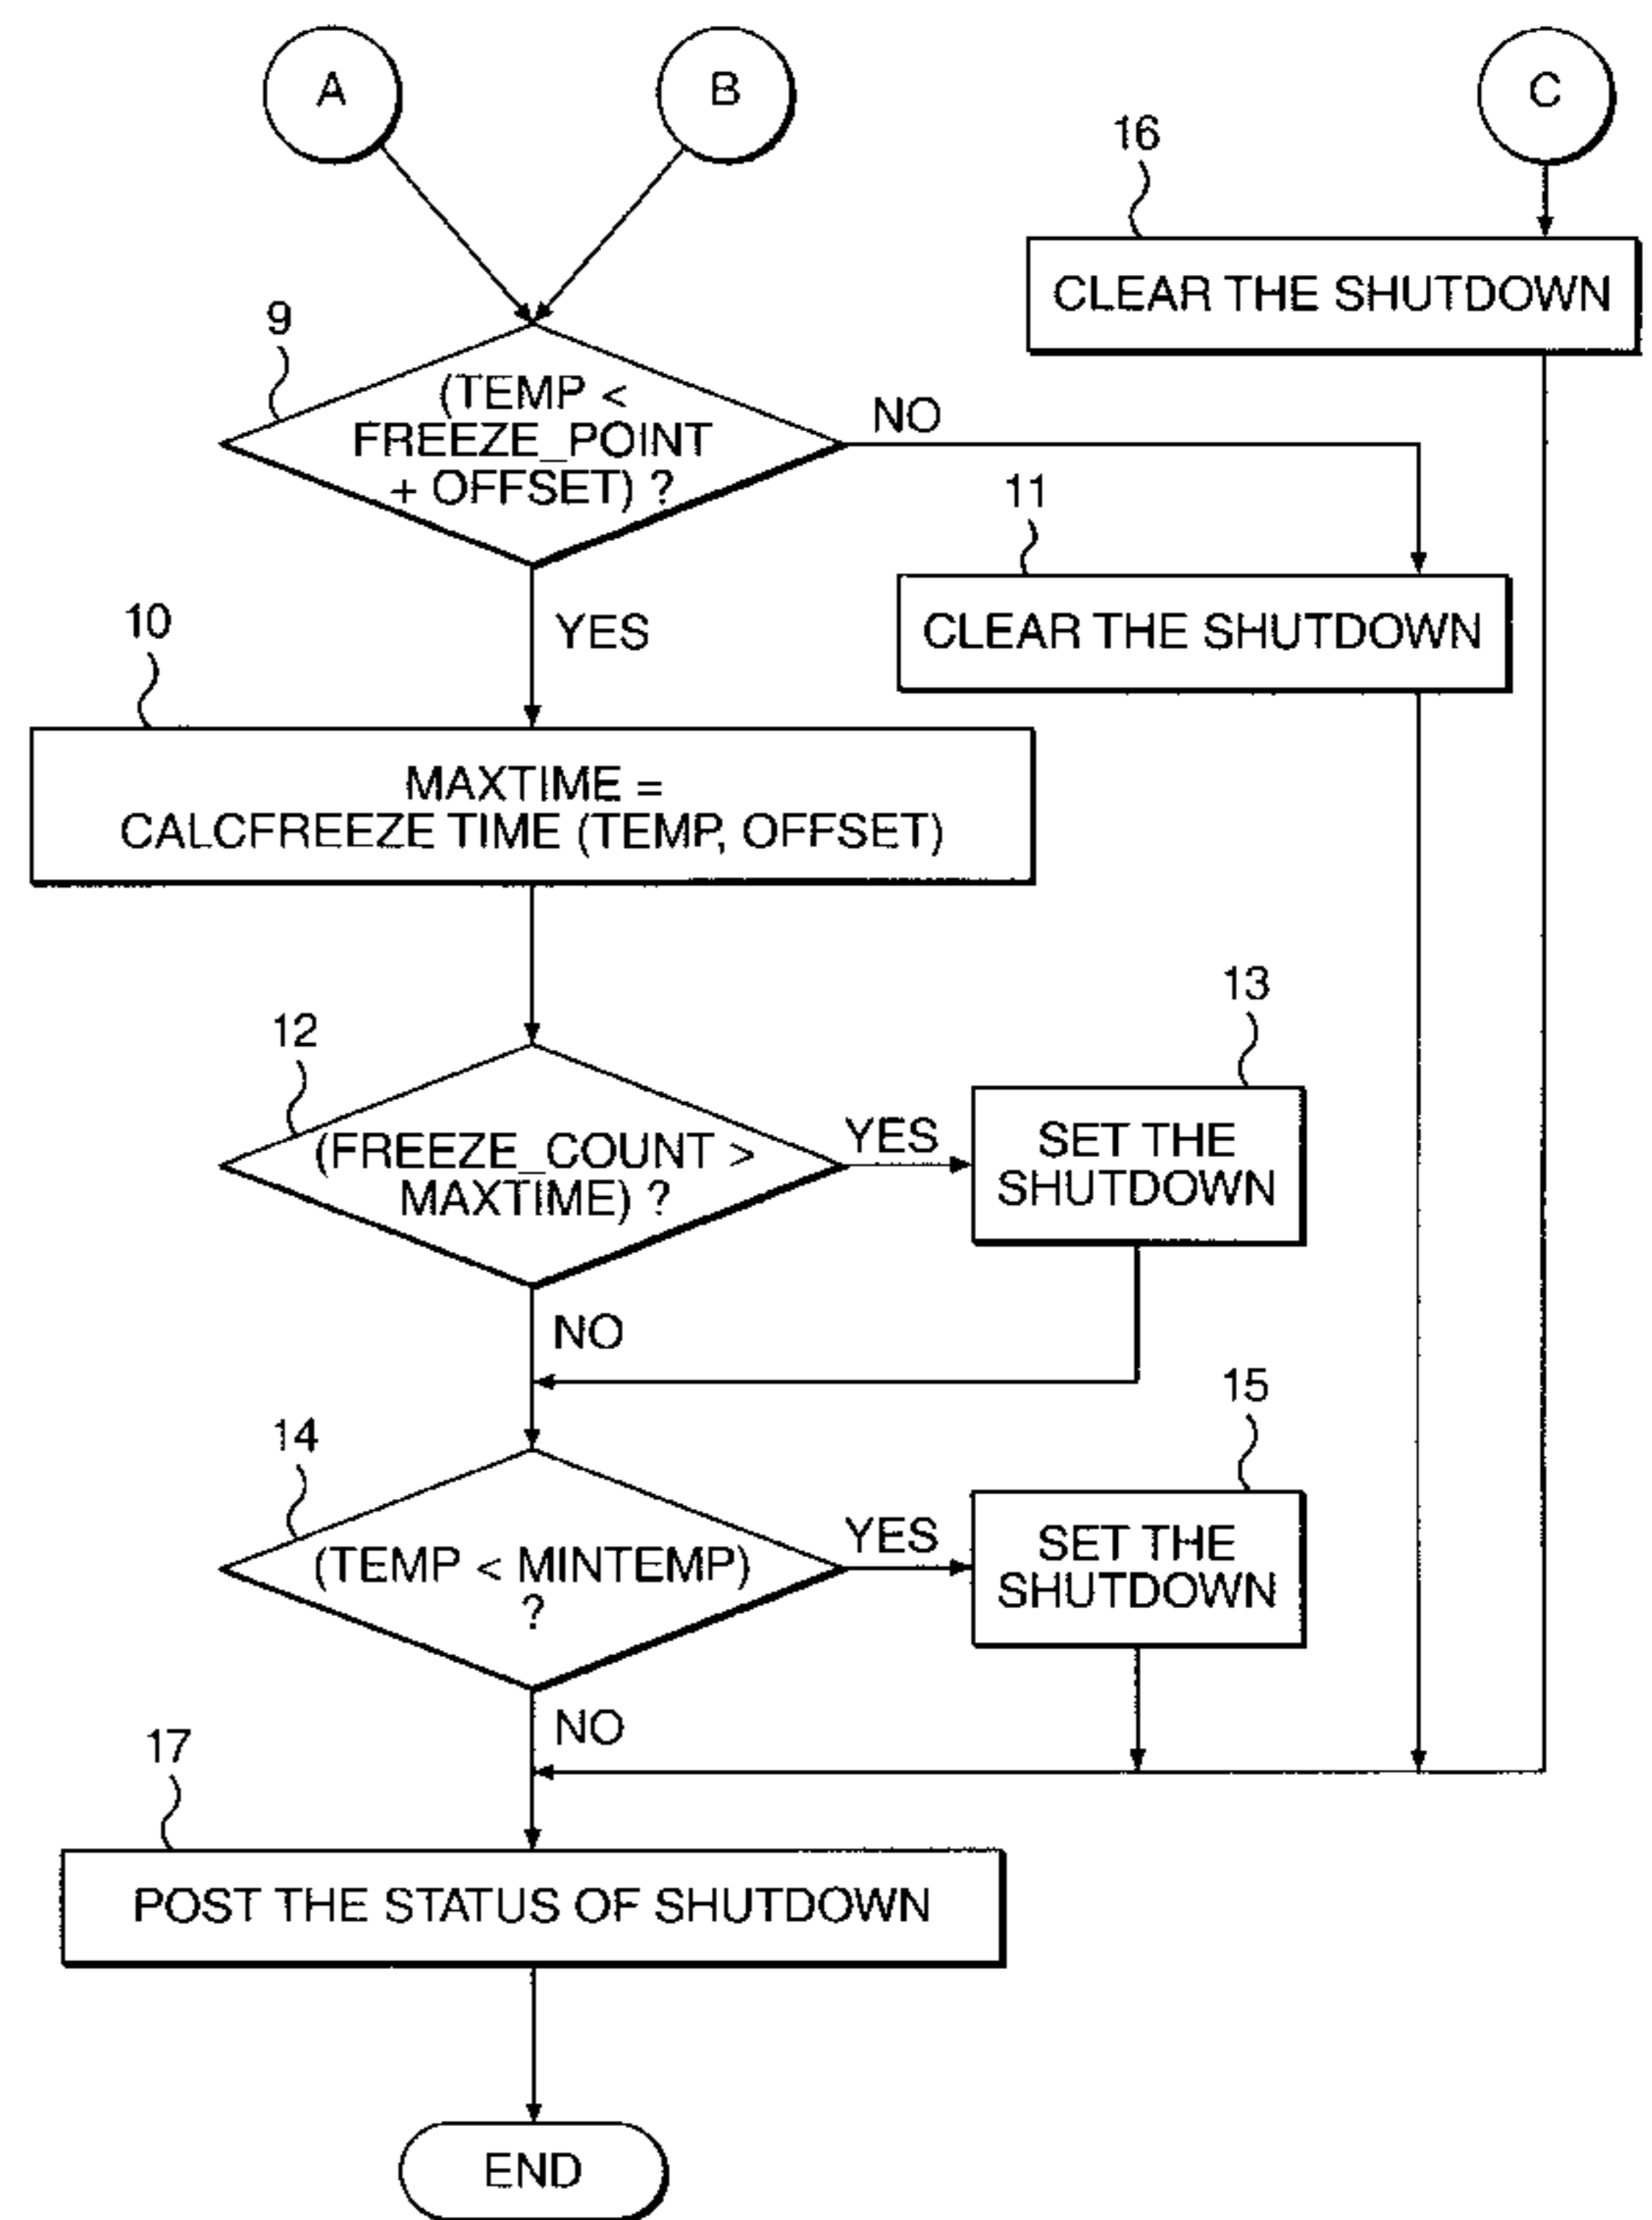 A
B
C
16
CLEAR THE SHUTDOWN
9
(TEMP <
FREEZE_POINT
+ OFFSET) ?
NO
11
CLEAR THE SHUTDOWN
YES
10
MAXTIME =
CALCFREEZE TIME (TEMP, OFFSET)
12
(FREEZE_COUNT >
MAXTIME) ?
YES
13
SET THE
SHUTDOWN
NO
14
(TEMP < MINTEMP)
?
YES
15
SET THE
SHUTDOWN
NO
17
POST THE STATUS OF SHUTDOWN
END